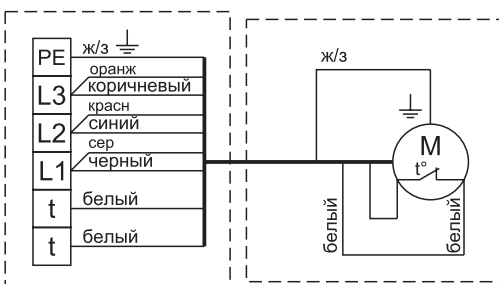 PE ж/з
оранж
L3 коричневый
красн
L2 синий
сер
L1 черный
t белый
t белый
ж/з
M
t°
белый
белый